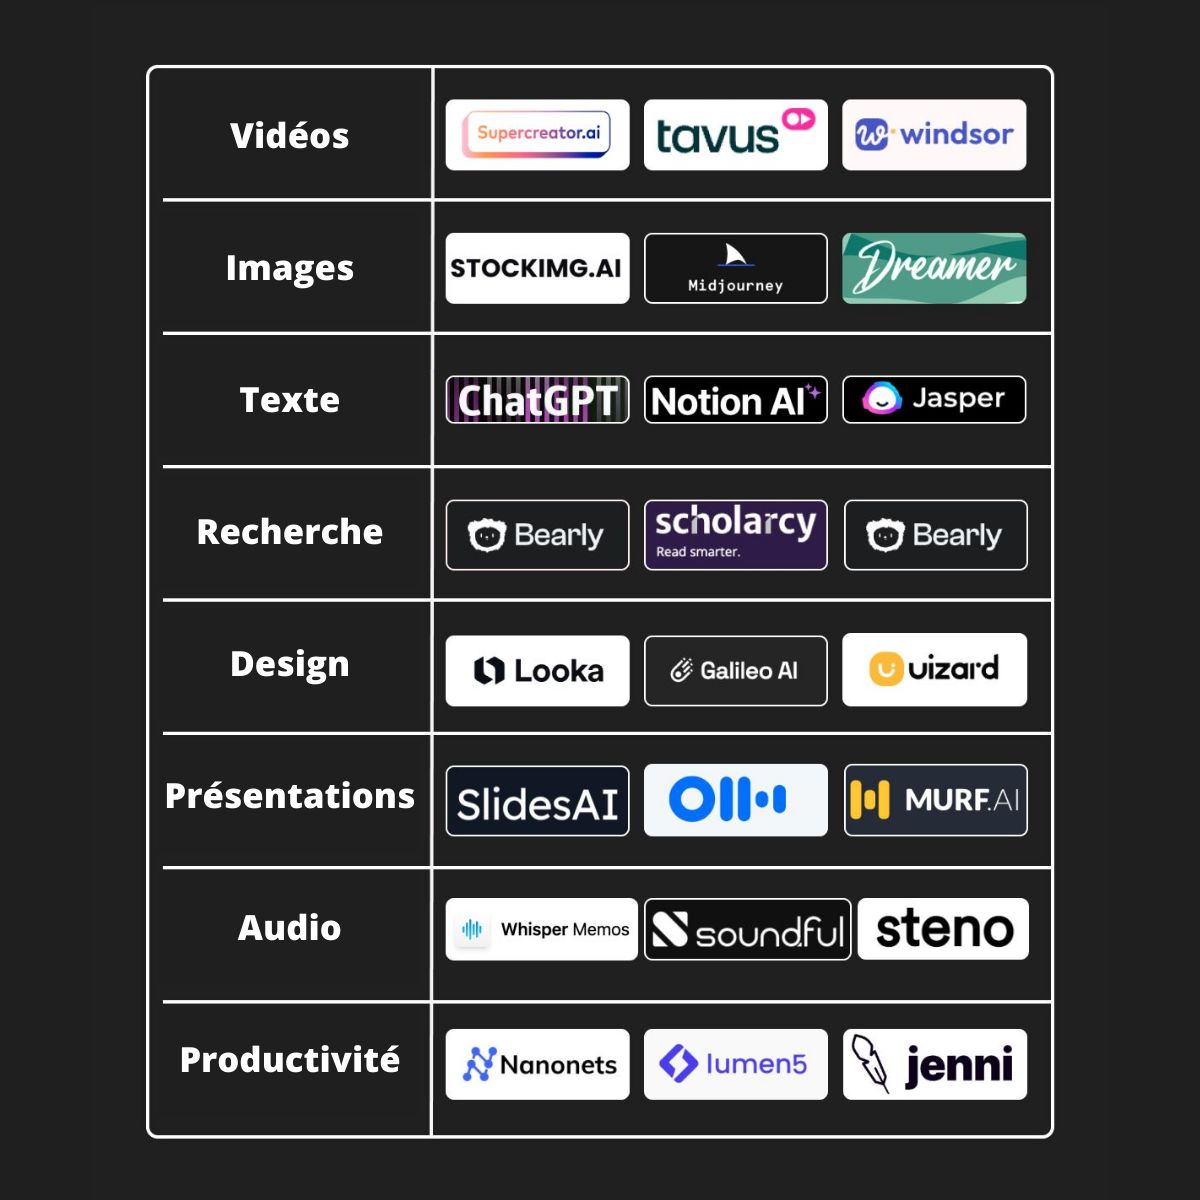 Vidéos
Supercreator.ai
tavus
windsor
Images
STOCKIMG.AI
Midjourney
Dreamer
Texte
ChatGPT
Notion AI
Jasper
Recherche
Bearly
scholarcy
Read smarter.
Bearly
Design
Looka
Galileo AI
uizard
Présentations
SlidesAI
MURF.AI
Audio
Whisper Memos
soundful
steno
Productivité
Nanonets
lumen5
jenni